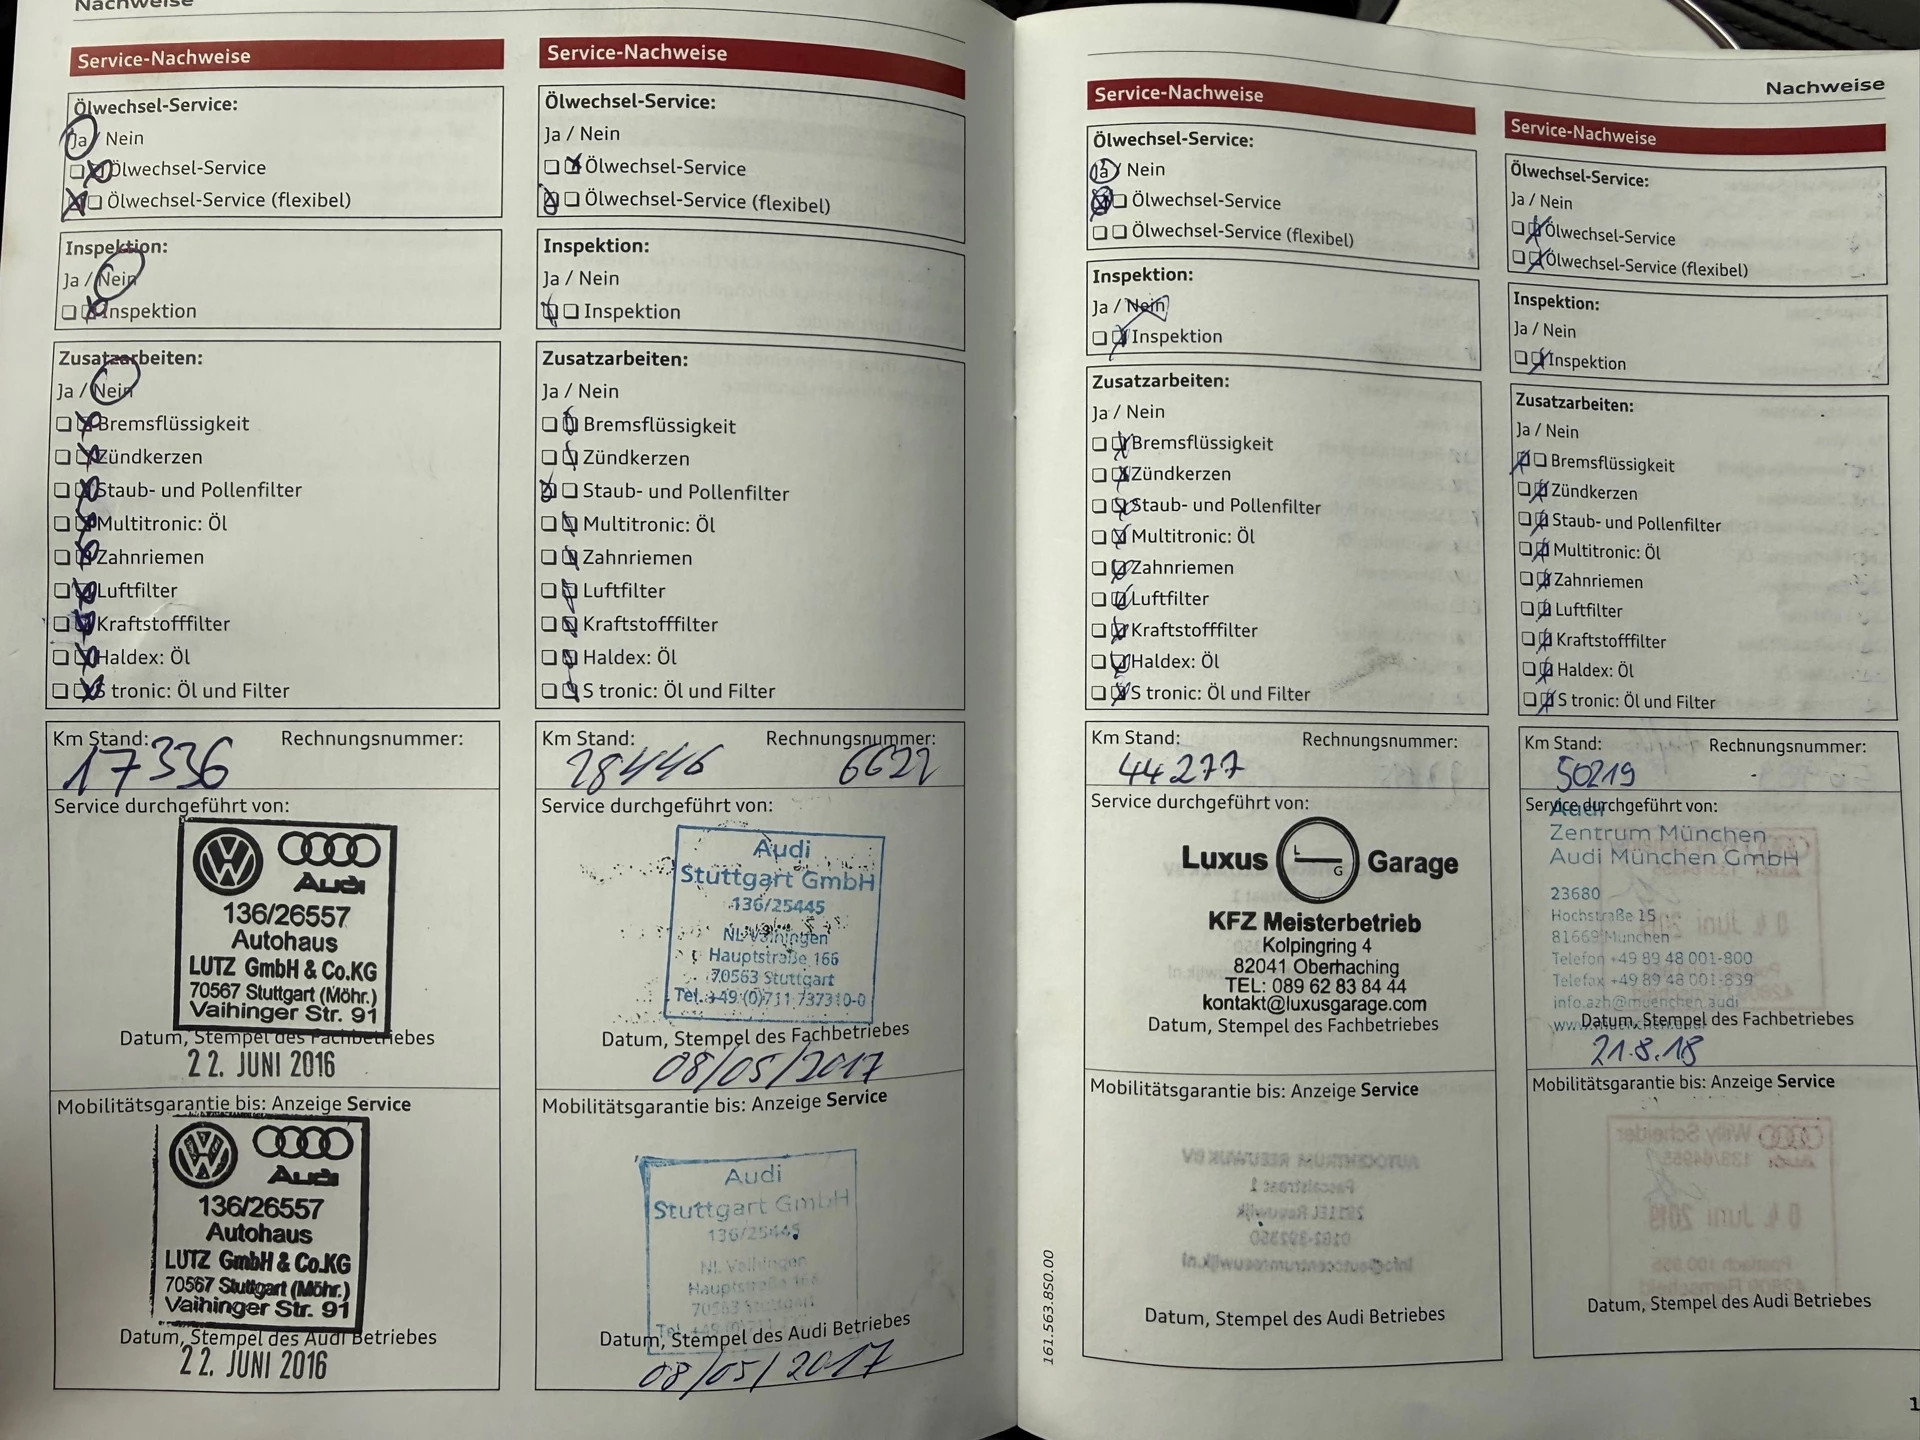 Nachweise
Service-Nachweise
Ölwechsel-Service:
Ja / Nein
Ölwechsel-Service
Ölwechsel-Service (flexibel)
Inspektion:
Ja / Nein
Inspektion
Zusatzarbeiten:
Ja / Nein
Bremsflüssigkeit
Zündkerzen
Staub- und Pollenfilter
Multitronic: Öl
Zahnriemen
Luftfilter
Kraftstofffilter
Haldex: Öl
S tronic: Öl und Filter
Km Stand: Rechnungsnummer:
17336
Service durchgeführt von:
Audi
136/26557
Autohaus
LUTZ GmbH & Co.KG
70567 Stuttgart (Möhr.)
Vaihinger Str. 91
Datum, Stempel des Fachbetriebes
22. JUNI 2016
Mobilitätsgarantie bis: Anzeige Service
Audi
136/26557
Autohaus
LUTZ GmbH & Co.KG
70567 Stuttgart (Möhr.)
Vaihinger Str. 91
Datum, Stempel des Audi Betriebes
22. JUNI 2016
Service-Nachweise
Ölwechsel-Service:
Ja / Nein
Ölwechsel-Service
Ölwechsel-Service (flexibel)
Inspektion:
Ja / Nein
Inspektion
Zusatzarbeiten:
Ja / Nein
Bremsflüssigkeit
Zündkerzen
Staub- und Pollenfilter
Multitronic: Öl
Zahnriemen
Luftfilter
Kraftstofffilter
Haldex: Öl
S tronic: Öl und Filter
Km Stand: Rechnungsnummer:
28446 6622
Service durchgeführt von:
Audi
Stuttgart GmbH
136/25445
NL Vaihingen
Hauptstraße 166
70563 Stuttgart
Tel. +49 (0)711 737310-0
Datum, Stempel des Fachbetriebes
08/05/2017
Mobilitätsgarantie bis: Anzeige Service
Audi
Stuttgart GmbH
136/25445
NL Vaihingen
Hauptstraße 166
70563 Stuttgart
Datum, Stempel des Audi Betriebes
08/05/2017
Nachweise
Service-Nachweise
Ölwechsel-Service:
Ja / Nein
Ölwechsel-Service
Ölwechsel-Service (flexibel)
Inspektion:
Ja / Nein
Inspektion
Zusatzarbeiten:
Ja / Nein
Bremsflüssigkeit
Zündkerzen
Staub- und Pollenfilter
Multitronic: Öl
Zahnriemen
Luftfilter
Kraftstofffilter
Haldex: Öl
S tronic: Öl und Filter
Km Stand: Rechnungsnummer:
44277
Service durchgeführt von:
Luxus L G Garage
KFZ Meisterbetrieb
Kolpingring 4
82041 Oberhaching
TEL: 089 62 83 84 44
kontakt@luxusgarage.com
Datum, Stempel des Fachbetriebes
Mobilitätsgarantie bis: Anzeige Service
Datum, Stempel des Audi Betriebes
161.563.850.00
Service-Nachweise
Ölwechsel-Service:
Ja / Nein
Ölwechsel-Service
Ölwechsel-Service (flexibel)
Inspektion:
Ja / Nein
Inspektion
Zusatzarbeiten:
Ja / Nein
Bremsflüssigkeit
Zündkerzen
Staub- und Pollenfilter
Multitronic: Öl
Zahnriemen
Luftfilter
Kraftstofffilter
Haldex: Öl
S tronic: Öl und Filter
Km Stand: Rechnungsnummer:
50219
Service durchgeführt von:
Audi
Zentrum München
Audi München GmbH
23680
Hochstraße 15
81669 München
Telefon +49 89 48 001-800
Telefax +49 89 48 001-839
info.azh@muenchen.audi
Datum, Stempel des Fachbetriebes
21.8.18
Mobilitätsgarantie bis: Anzeige Service
Datum, Stempel des Audi Betriebes
1